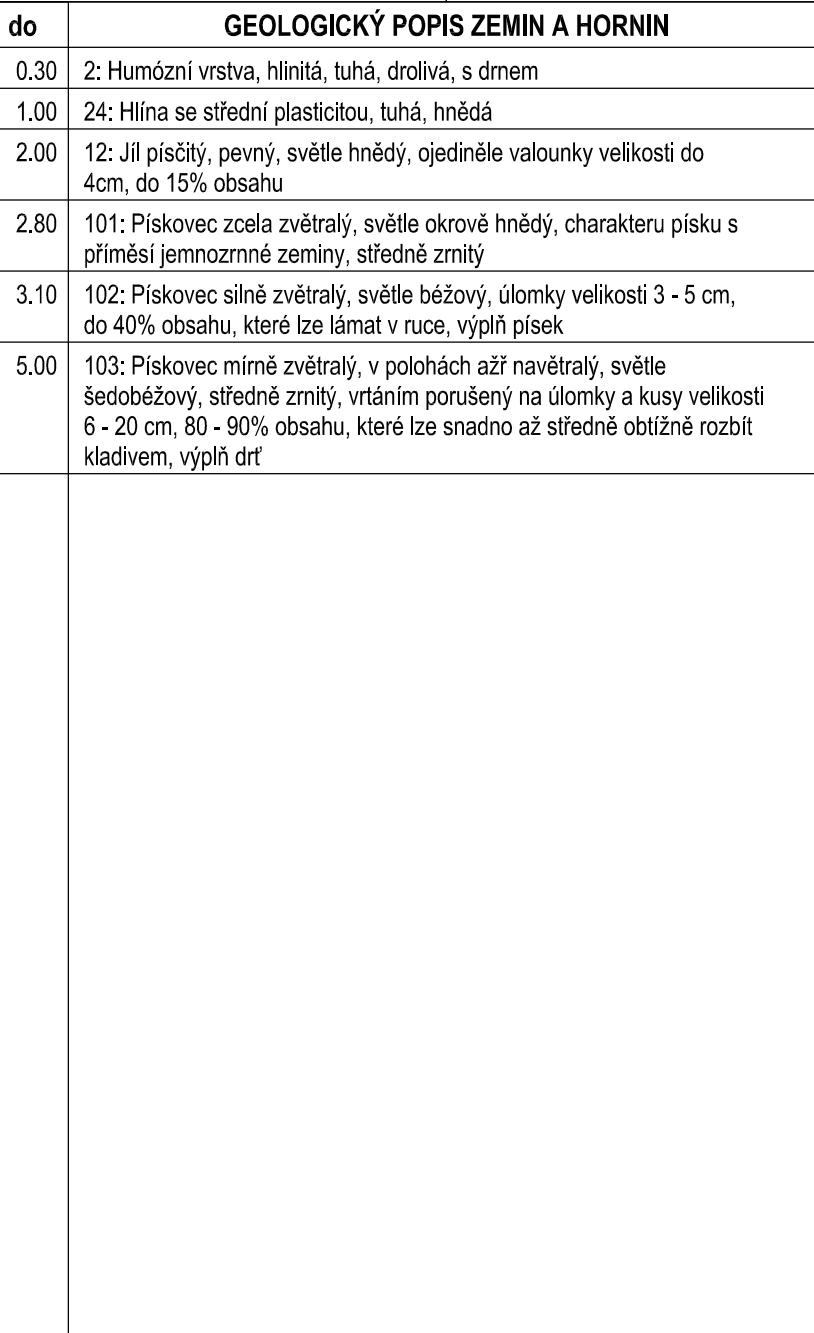 do GEOLOGICKÝ POPIS ZEMIN A HORNIN
0.30 2: Humózní vrstva, hlinitá, tuhá, drolivá, s drnem
1.00 24: Hlína se střední plasticitou, tuhá, hnědá
2.00 12: Jíl písčitý, pevný, světle hnědý, ojediněle valounky velikosti do
4cm, do 15% obsahu
2.80 101: Pískovec zcela zvětralý, světle okrově hnědý, charakteru písku s
příměsí jemnozrnné zeminy, středně zrnitý
3.10 102: Pískovec silně zvětralý, světle béžový, úlomky velikosti 3 - 5 cm,
do 40% obsahu, které lze lámat v ruce, výplň písek
5.00 103: Pískovec mírně zvětralý, v polohách ažř navětralý, světle
šedobéžový, středně zrnitý, vrtáním porušený na úlomky a kusy velikosti
6 - 20 cm, 80 - 90% obsahu, které lze snadno až středně obtížně rozbít
kladivem, výplň drť